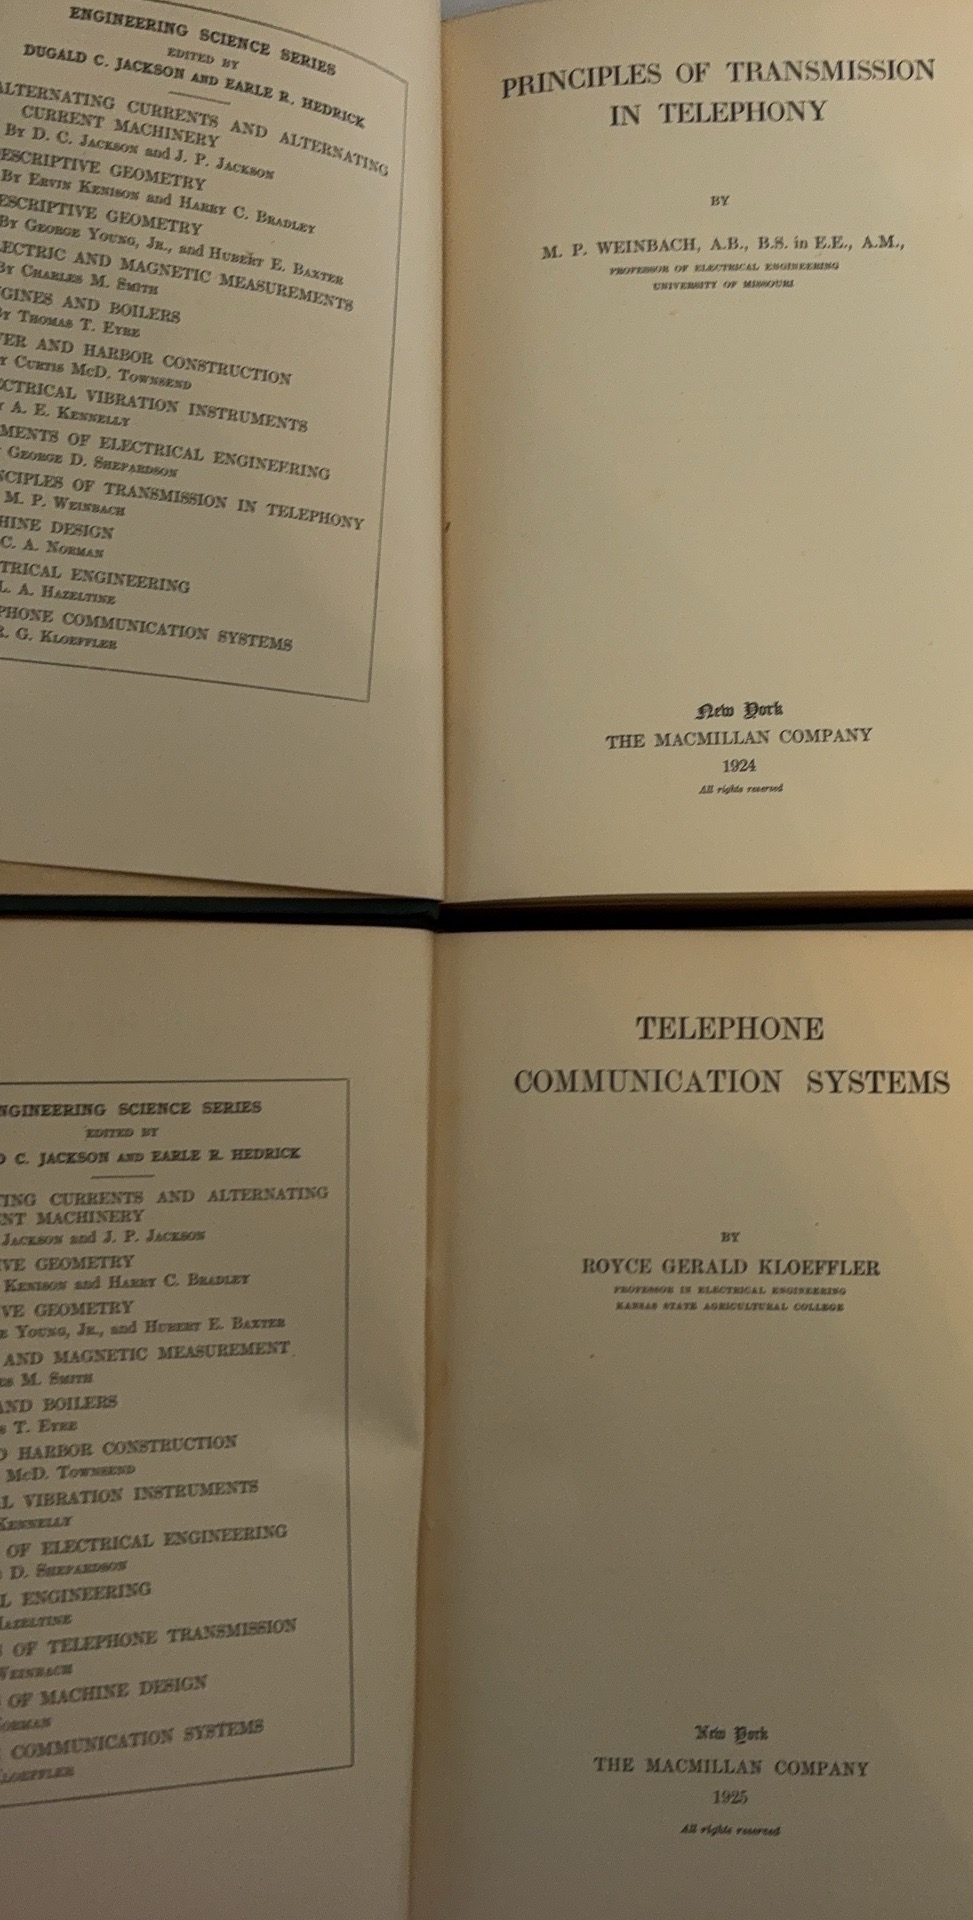 ENGINEERING SCIENCE SERIES
EDITED BY
DUGALD C. JACKSON AND EARLE R. HEDRICK
ALTERNATING CURRENTS AND ALTERNATING
CURRENT MACHINERY
By D. C. Jackson and J. P. Jackson
ESCRIPTIVE GEOMETRY
By Ervin Kenison and Harry C. Bradley
ESCRIPTIVE GEOMETRY
By George Young, Jr., and Hubert E. Baxter
LECTRIC AND MAGNETIC MEASUREMENTS
By Charles M. Smith
GINES AND BOILERS
y Thomas T. Eyre
VER AND HARBOR CONSTRUCTION
y Curtis McD. Townsend
CTRICAL VIBRATION INSTRUMENTS
y A. E. Kennelly
MENTS OF ELECTRICAL ENGINEERING
George D. Shepardson
NCIPLES OF TRANSMISSION IN TELEPHONY
M. P. Weinbach
HINE DESIGN
C. A. Norman
TRICAL ENGINEERING
L. A. Hazeltine
PHONE COMMUNICATION SYSTEMS
R. G. Kloeffler
PRINCIPLES OF TRANSMISSION
IN TELEPHONY
BY
M. P. WEINBACH, A.B., B.S. in E.E., A.M.,
PROFESSOR OF ELECTRICAL ENGINEERING
UNIVERSITY OF MISSOURI
New York
THE MACMILLAN COMPANY
1924
All rights reserved
NGINEERING SCIENCE SERIES
EDITED BY
D C. JACKSON AND EARLE R. HEDRICK
TING CURRENTS AND ALTERNATING
ENT MACHINERY
Jackson and J. P. Jackson
VE GEOMETRY
Kenison and Harry C. Bradley
VE GEOMETRY
e Young, Jr., and Hubert E. Baxter
AND MAGNETIC MEASUREMENT
es M. Smith
AND BOILERS
s T. Eyre
D HARBOR CONSTRUCTION
McD. Townsend
L VIBRATION INSTRUMENTS
Kennelly
OF ELECTRICAL ENGINEERING
D. Shepardson
L ENGINEERING
Hazeltine
OF TELEPHONE TRANSMISSION
Weinbach
OF MACHINE DESIGN
Norman
COMMUNICATION SYSTEMS
Kloeffler
TELEPHONE
COMMUNICATION SYSTEMS
BY
ROYCE GERALD KLOEFFLER
PROFESSOR IN ELECTRICAL ENGINEERING
KANSAS STATE AGRICULTURAL COLLEGE
New York
THE MACMILLAN COMPANY
1925
All rights reserved